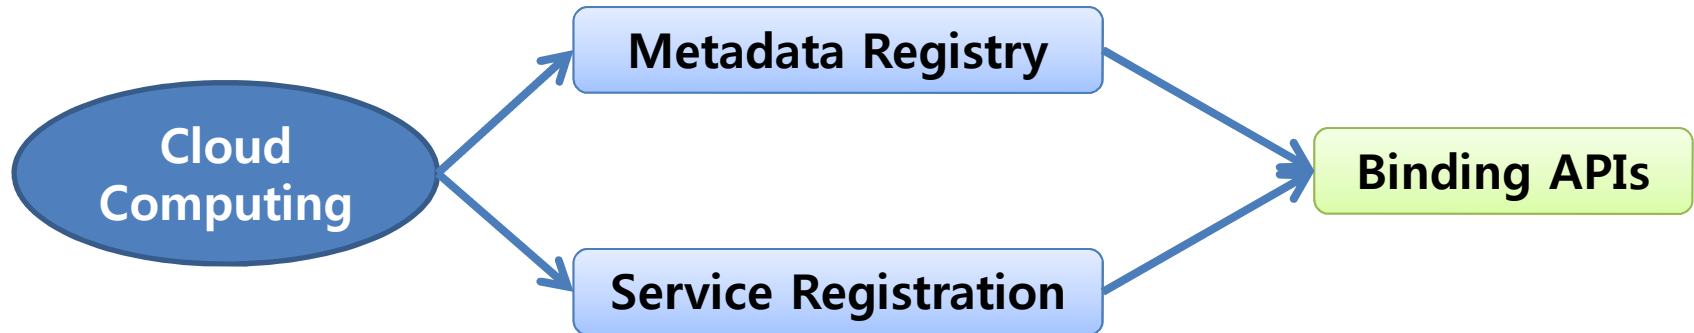 Metadata Registry
Cloud
Computing
Binding APIs
Service Registration